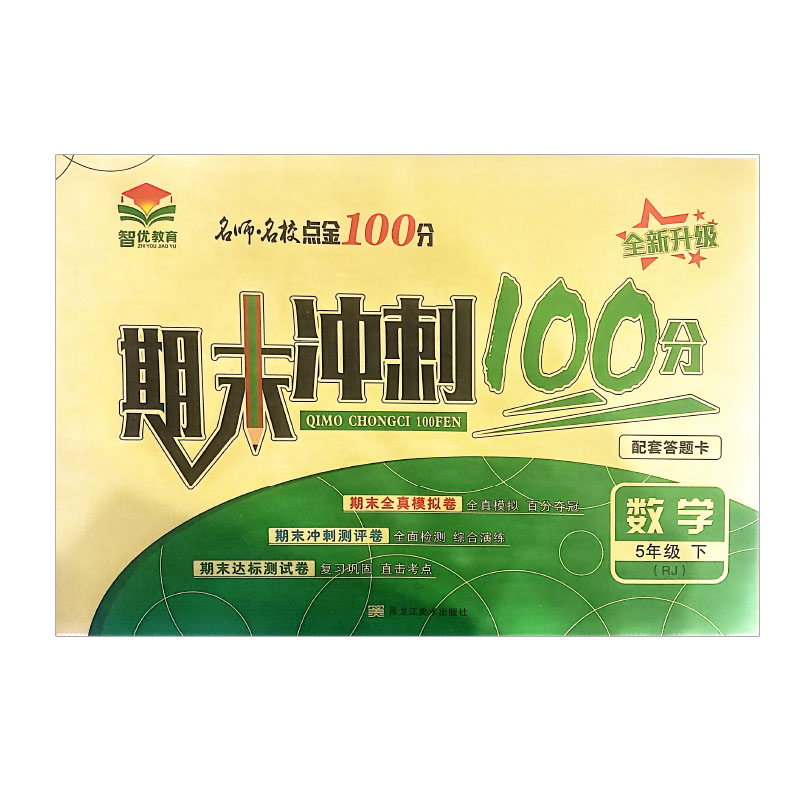 智优教育
ZHI YOU JIAO YU
名师·名校点金100分
全新升级
期末冲刺100分
QIMO CHONGCI 100FEN
配套答题卡
期末全真模拟卷 全真模拟 百分夺冠
期末冲刺测评卷 全面检测 综合演练
期末达标测试卷 复习巩固 直击考点
数学
5年级 下
(RJ)
黑龙江美术出版社